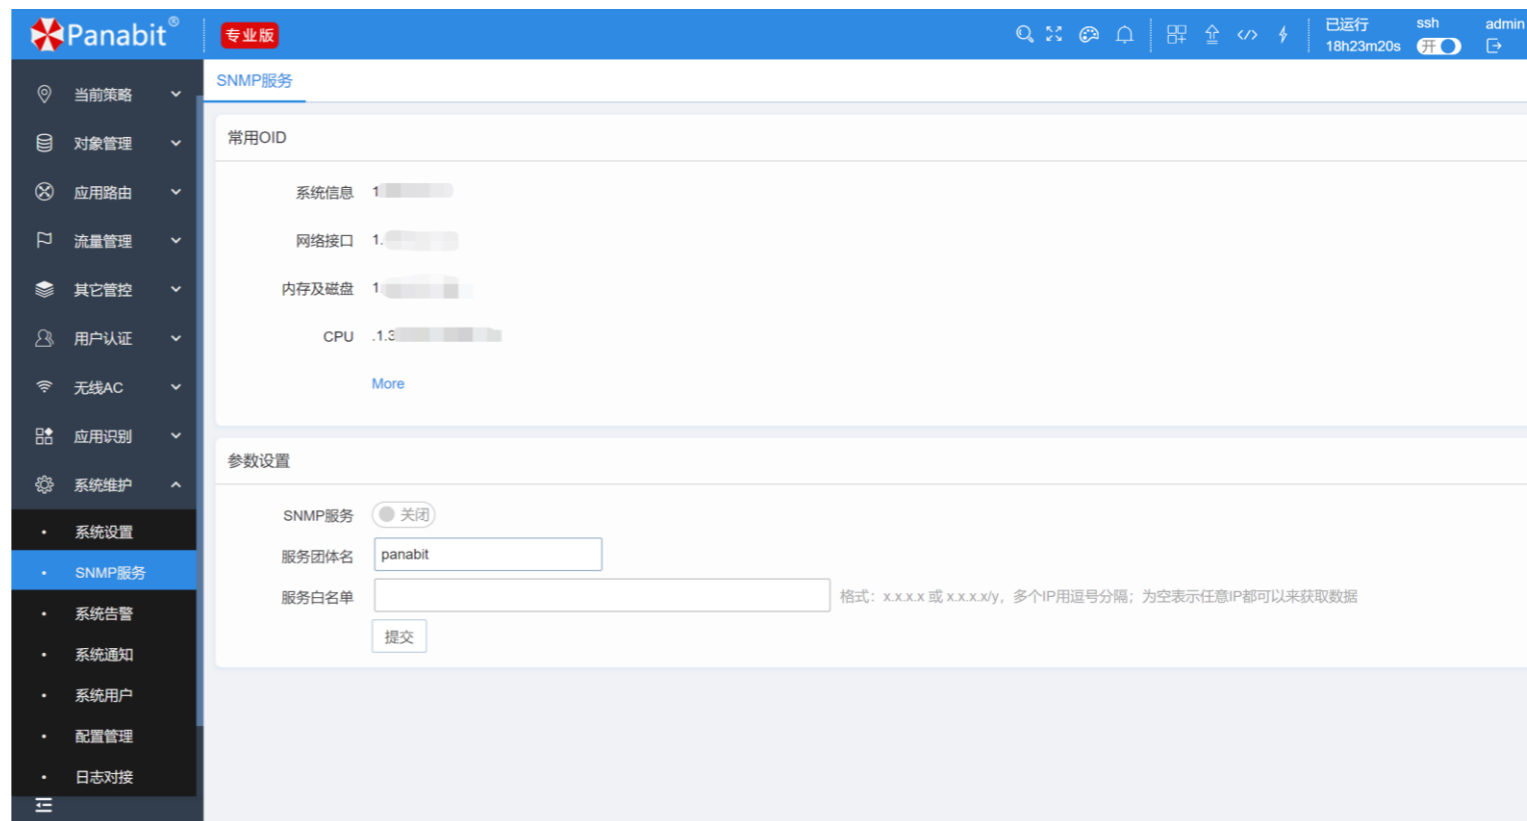 Panabit®
专业版
已运行
18h23m20s
ssh
开
admin
当前策略
对象管理
应用路由
流量管理
其它管控
用户认证
无线AC
应用识别
系统维护
系统设置
SNMP服务
系统告警
系统通知
系统用户
配置管理
日志对接
SNMP服务
常用OID
系统信息 1
网络接口 1.
内存及磁盘 1
CPU .1.3
More
参数设置
SNMP服务 关闭
服务团体名 panabit
服务白名单 格式：x.x.x.x 或 x.x.x.x/y，多个IP用逗号分隔；为空表示任意IP都可以来获取数据
提交